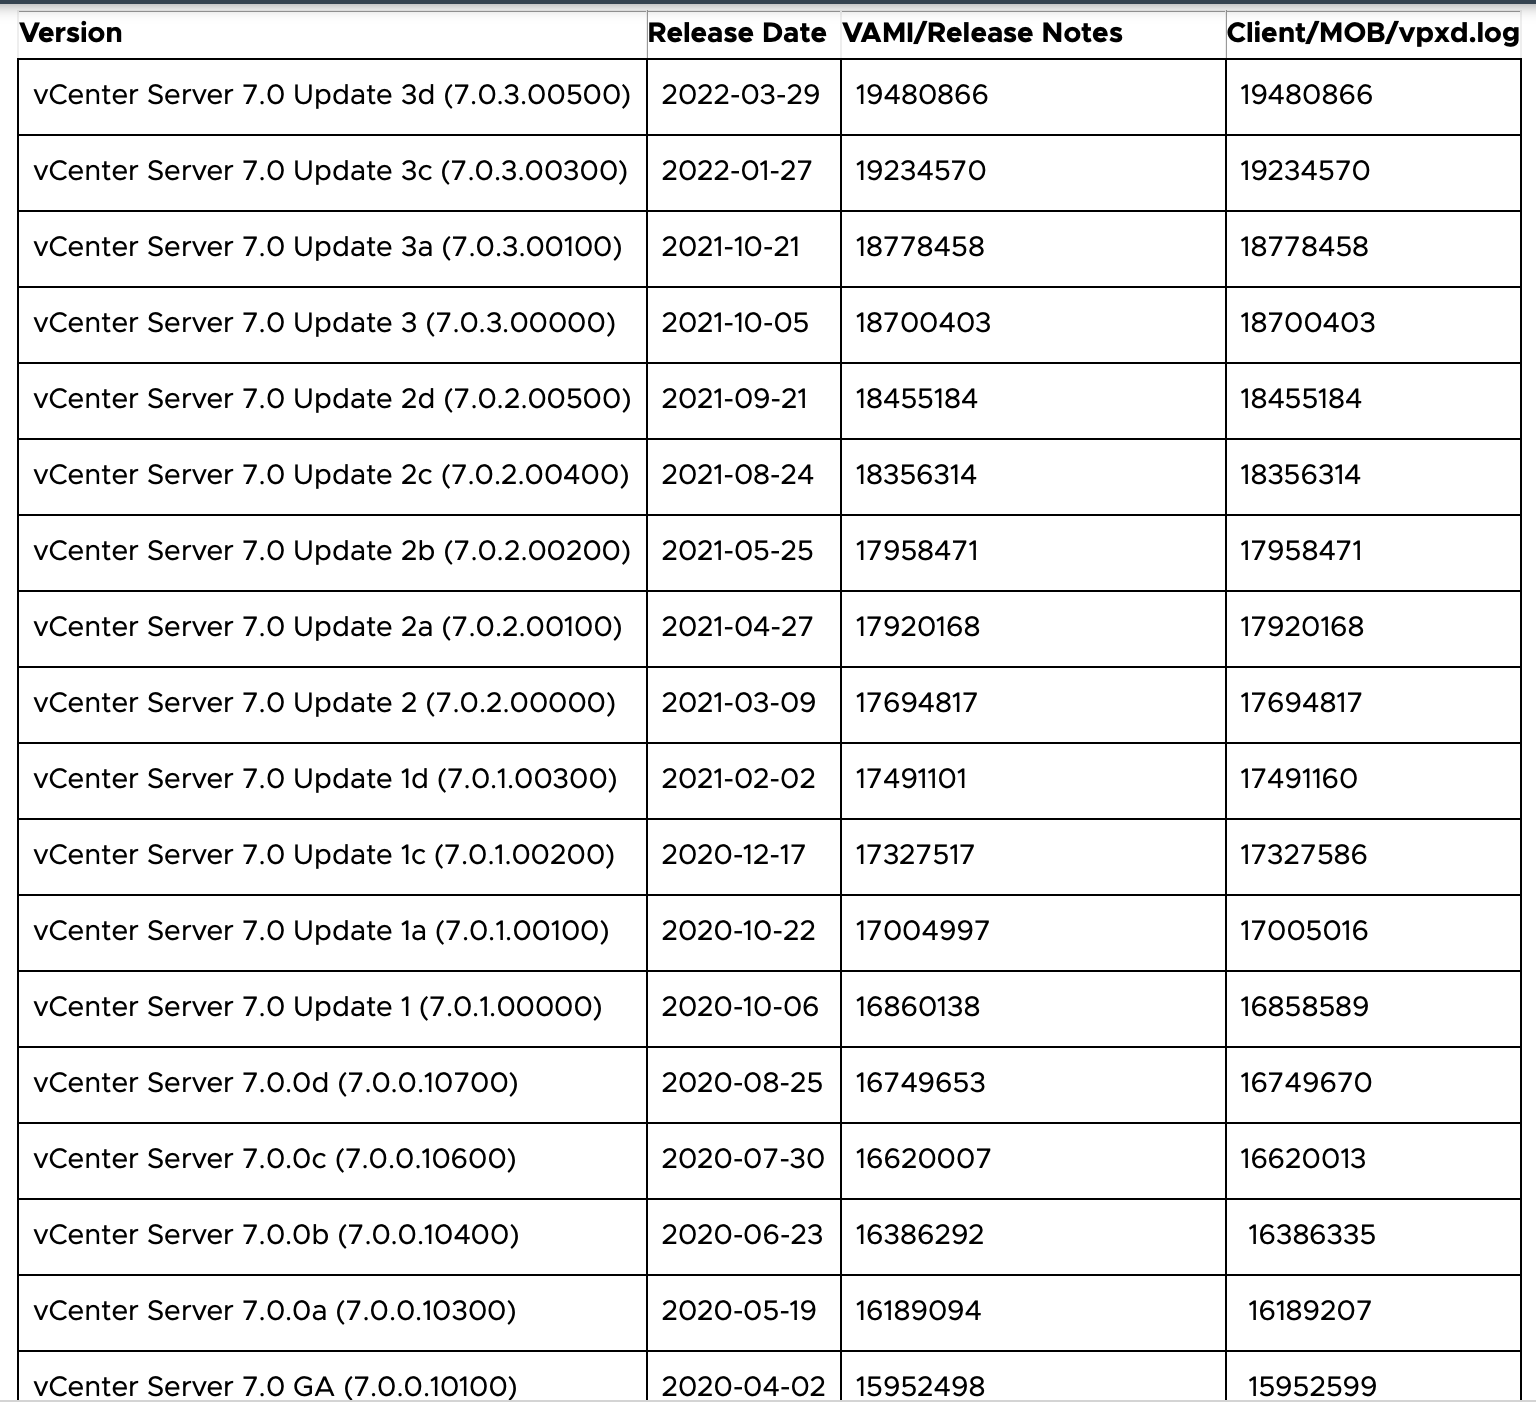 Version Release Date VAMI/Release Notes Client/MOB/vpxd.log
vCenter Server 7.0 Update 3d (7.0.3.00500) 2022-03-29 19480866 19480866
vCenter Server 7.0 Update 3c (7.0.3.00300) 2022-01-27 19234570 19234570
vCenter Server 7.0 Update 3a (7.0.3.00100) 2021-10-21 18778458 18778458
vCenter Server 7.0 Update 3 (7.0.3.00000) 2021-10-05 18700403 18700403
vCenter Server 7.0 Update 2d (7.0.2.00500) 2021-09-21 18455184 18455184
vCenter Server 7.0 Update 2c (7.0.2.00400) 2021-08-24 18356314 18356314
vCenter Server 7.0 Update 2b (7.0.2.00200) 2021-05-25 17958471 17958471
vCenter Server 7.0 Update 2a (7.0.2.00100) 2021-04-27 17920168 17920168
vCenter Server 7.0 Update 2 (7.0.2.00000) 2021-03-09 17694817 17694817
vCenter Server 7.0 Update 1d (7.0.1.00300) 2021-02-02 17491101 17491160
vCenter Server 7.0 Update 1c (7.0.1.00200) 2020-12-17 17327517 17327586
vCenter Server 7.0 Update 1a (7.0.1.00100) 2020-10-22 17004997 17005016
vCenter Server 7.0 Update 1 (7.0.1.00000) 2020-10-06 16860138 16858589
vCenter Server 7.0.0d (7.0.0.10700) 2020-08-25 16749653 16749670
vCenter Server 7.0.0c (7.0.0.10600) 2020-07-30 16620007 16620013
vCenter Server 7.0.0b (7.0.0.10400) 2020-06-23 16386292 16386335
vCenter Server 7.0.0a (7.0.0.10300) 2020-05-19 16189094 16189207
vCenter Server 7.0 GA (7.0.0.10100) 2020-04-02 15952498 15952599